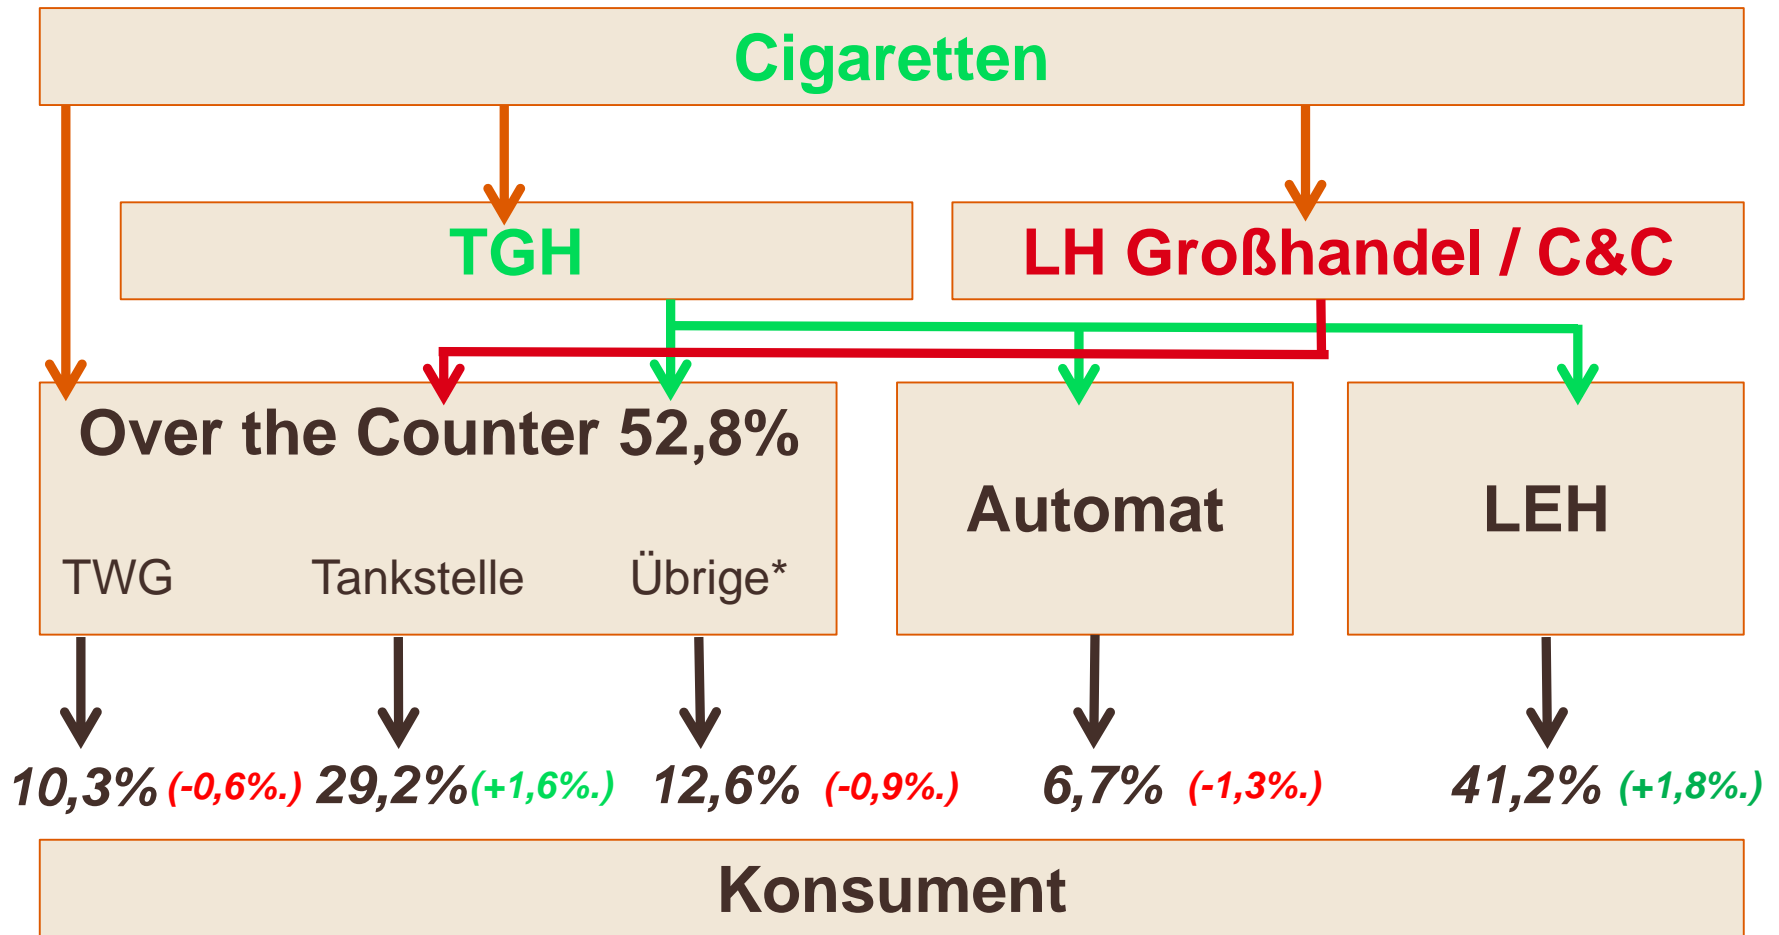 Cigaretten
TGH
LH Großhandel / C&C
Over the Counter 52,8%
Automat
LEH
TWG Tankstelle Übrige*
10,3% (-0,6%.) 29,2% (+1,6%.) 12,6% (-0,9%.) 6,7% (-1,3%.) 41,2% (+1,8%.)
Konsument